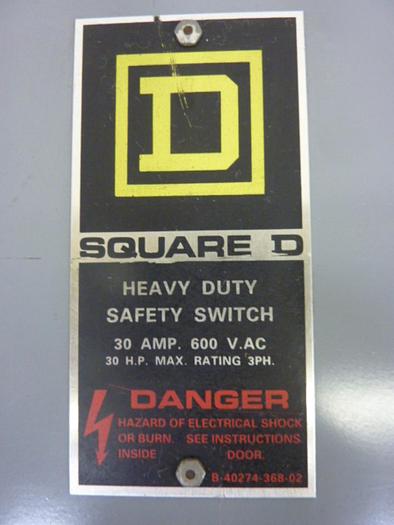 D
SQUARE D
HEAVY DUTY
SAFETY SWITCH
30 AMP. 600 V.AC
30 H.P. MAX. RATING 3PH.
DANGER
HAZARD OF ELECTRICAL SHOCK
OR BURN. SEE INSTRUCTIONS
INSIDE DOOR.
B-40274-368-02